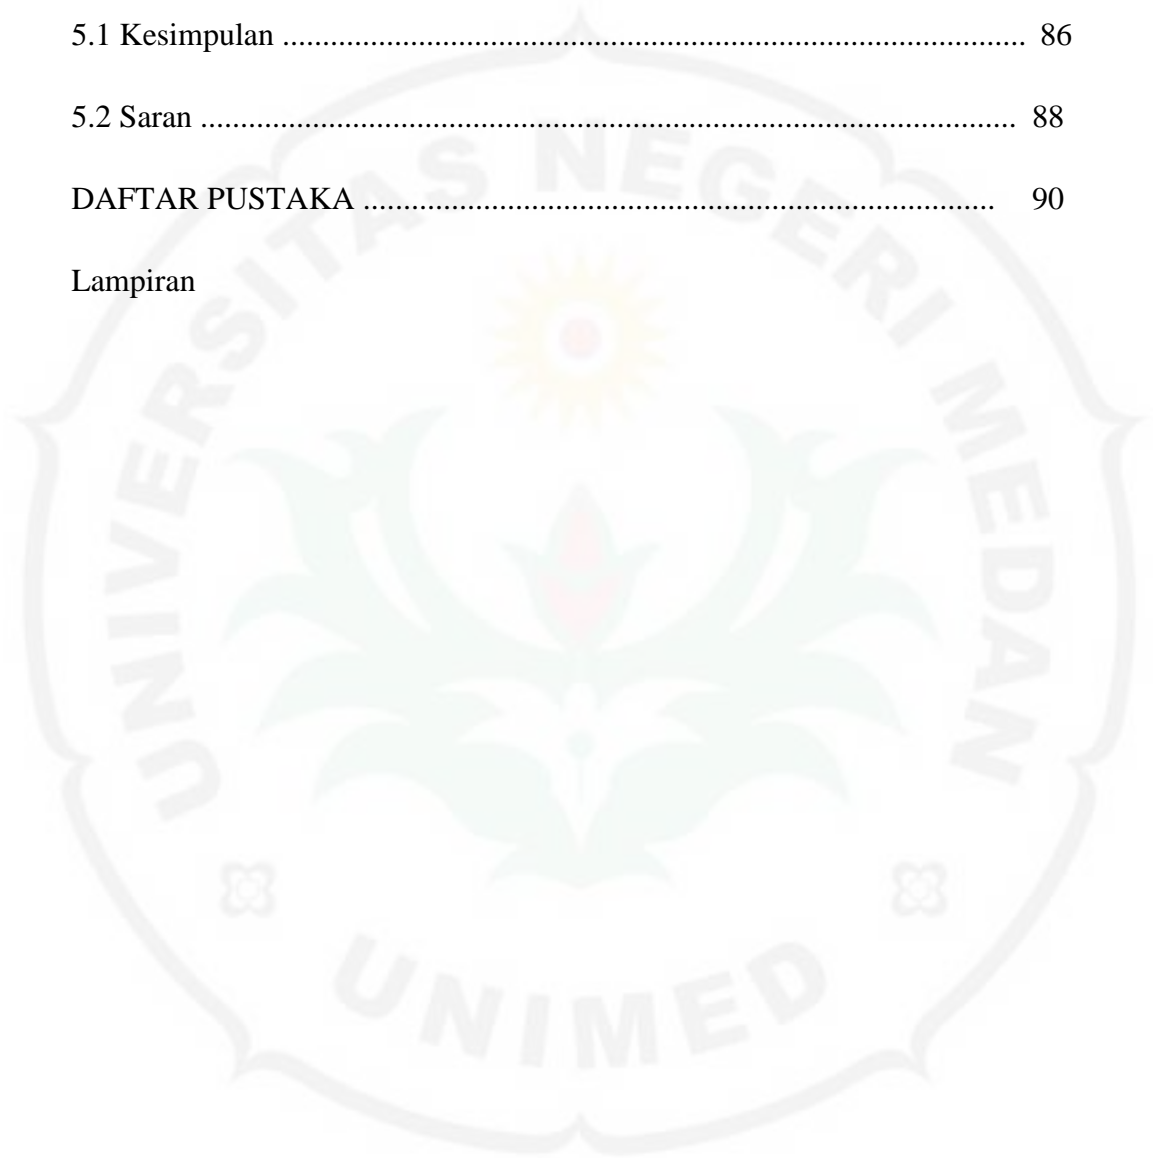 5.1 Kesimpulan ............................................................................................. 86
5.2 Saran ...................................................................................................... 88
DAFTAR PUSTAKA ............................................................................... 90
Lampiran
UNIVERSITAS NEGERI MEDAN
UNIMED